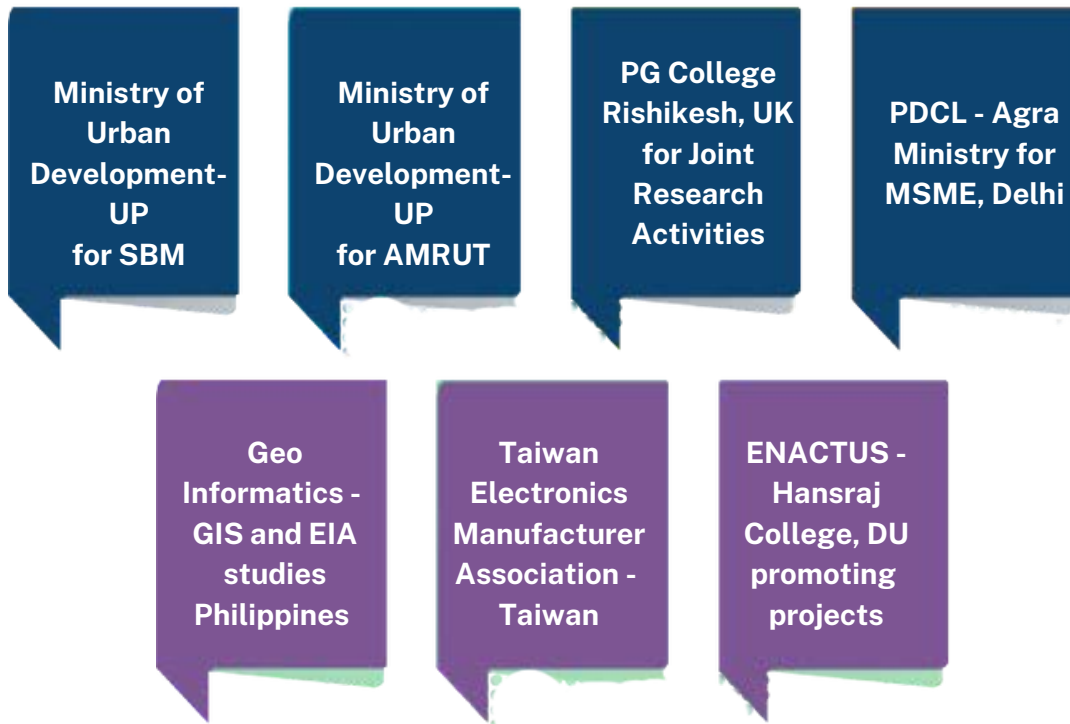 Ministry of
Urban
Development-
UP
for SBM
Ministry of
Urban
Development-
UP
for AMRUT
PG College
Rishikesh, UK
for Joint
Research
Activities
PDCL - Agra
Ministry for
MSME, Delhi
Geo
Informatics -
GIS and EIA
studies
Philippines
Taiwan
Electronics
Manufacturer
Association -
Taiwan
ENACTUS -
Hansraj
College, DU
promoting
projects